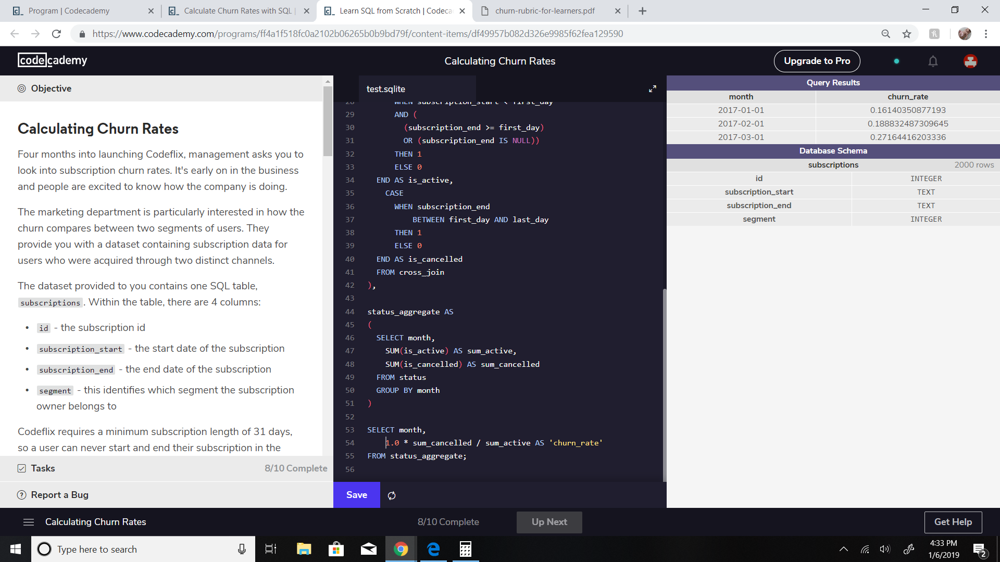 Program | Codecademy
Calculate Churn Rates with SQL |
Learn SQL from Scratch | Codeca
churn-rubric-for-learners.pdf
https://www.codecademy.com/programs/ff4a1f518fc0a2102b06265b0b9bd79f/content-items/df49957b082d326e9985f62fea129590
codecademy
Calculating Churn Rates
Upgrade to Pro
Objective
Calculating Churn Rates
Four months into launching Codeflix, management asks you to
look into subscription churn rates. It's early on in the business
and people are excited to know how the company is doing.
The marketing department is particularly interested in how the
churn compares between two segments of users. They
provide you with a dataset containing subscription data for
users who were acquired through two distinct channels.
The dataset provided to you contains one SQL table,
subscriptions. Within the table, there are 4 columns:
• id - the subscription id
• subscription_start - the start date of the subscription
• subscription_end - the end date of the subscription
• segment - this identifies which segment the subscription
owner belongs to
Codeflix requires a minimum subscription length of 31 days,
so a user can never start and end their subscription in the
Tasks 8/10 Complete
Report a Bug
test.sqlite
28 WHEN subscription_start < first_day
29 AND (
30 (subscription_end >= first_day)
31 OR (subscription_end IS NULL))
32 THEN 1
33 ELSE 0
34 END AS is_active,
35 CASE
36 WHEN subscription_end
37 BETWEEN first_day AND last_day
38 THEN 1
39 ELSE 0
40 END AS is_cancelled
41 FROM cross_join
42 ),
43
44 status_aggregate AS
45 (
46 SELECT month,
47 SUM(is_active) AS sum_active,
48 SUM(is_cancelled) AS sum_cancelled
49 FROM status
50 GROUP BY month
51 )
52
53 SELECT month,
54 1.0 * sum_cancelled / sum_active AS 'churn_rate'
55 FROM status_aggregate;
56
Save
Query Results
month churn_rate
2017-01-01 0.16140350877193
2017-02-01 0.188832487309645
2017-03-01 0.27164416203336
Database Schema
subscriptions 2000 rows
id INTEGER
subscription_start TEXT
subscription_end TEXT
segment INTEGER
Calculating Churn Rates
8/10 Complete
Up Next
Get Help
Type here to search
4:33 PM
1/6/2019
2